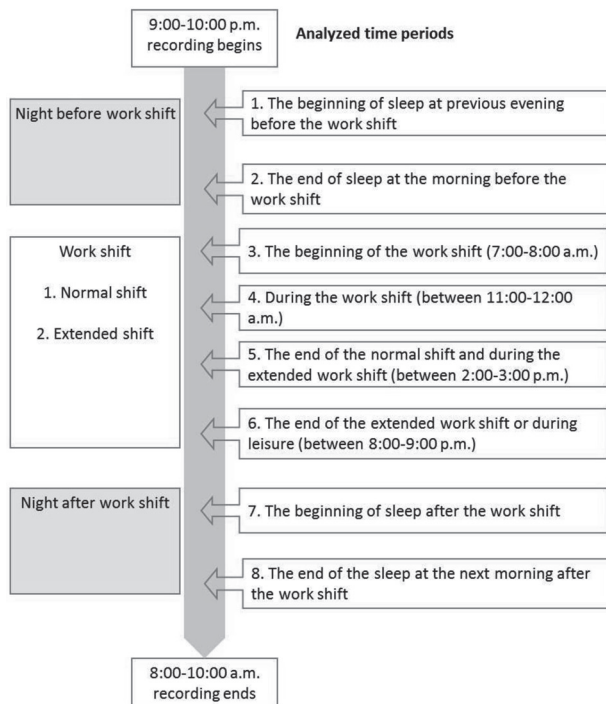 9:00-10:00 p.m.
recording begins
Analyzed time periods
Night before work shift
1. The beginning of sleep at previous evening
before the work shift
2. The end of sleep at the morning before the
work shift
Work shift
1. Normal shift
2. Extended shift
3. The beginning of the work shift (7:00-8:00 a.m.)
4. During the work shift (between 11:00-12:00
a.m.)
5. The end of the normal shift and during the
extended work shift (between 2:00-3:00 p.m.)
6. The end of the extended work shift or during
leisure (between 8:00-9:00 p.m.)
Night after work shift
7. The beginning of sleep after the work shift
8. The end of the sleep at the next morning after
the work shift
8:00-10:00 a.m.
recording ends